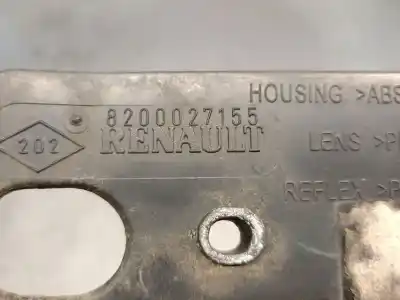 HOUSING >ABS
8200027155
202
RENAULT
LENS >P
REFLEX >P